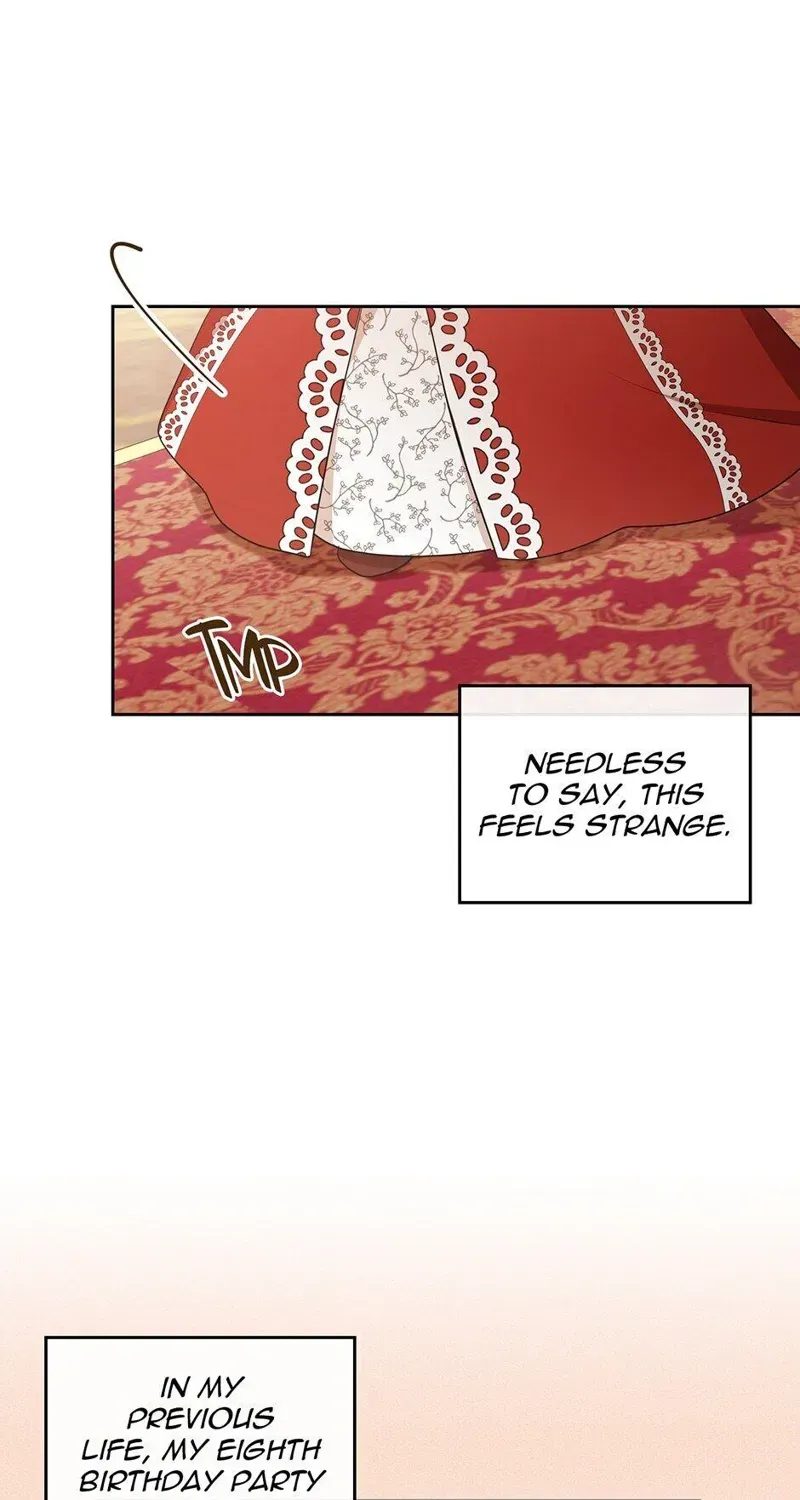 TMP
NEEDLESS
TO SAY, THIS
FEELS STRANGE.
IN MY
PREVIOUS
LIFE, MY EIGHTH
BIRTHDAY PARTY